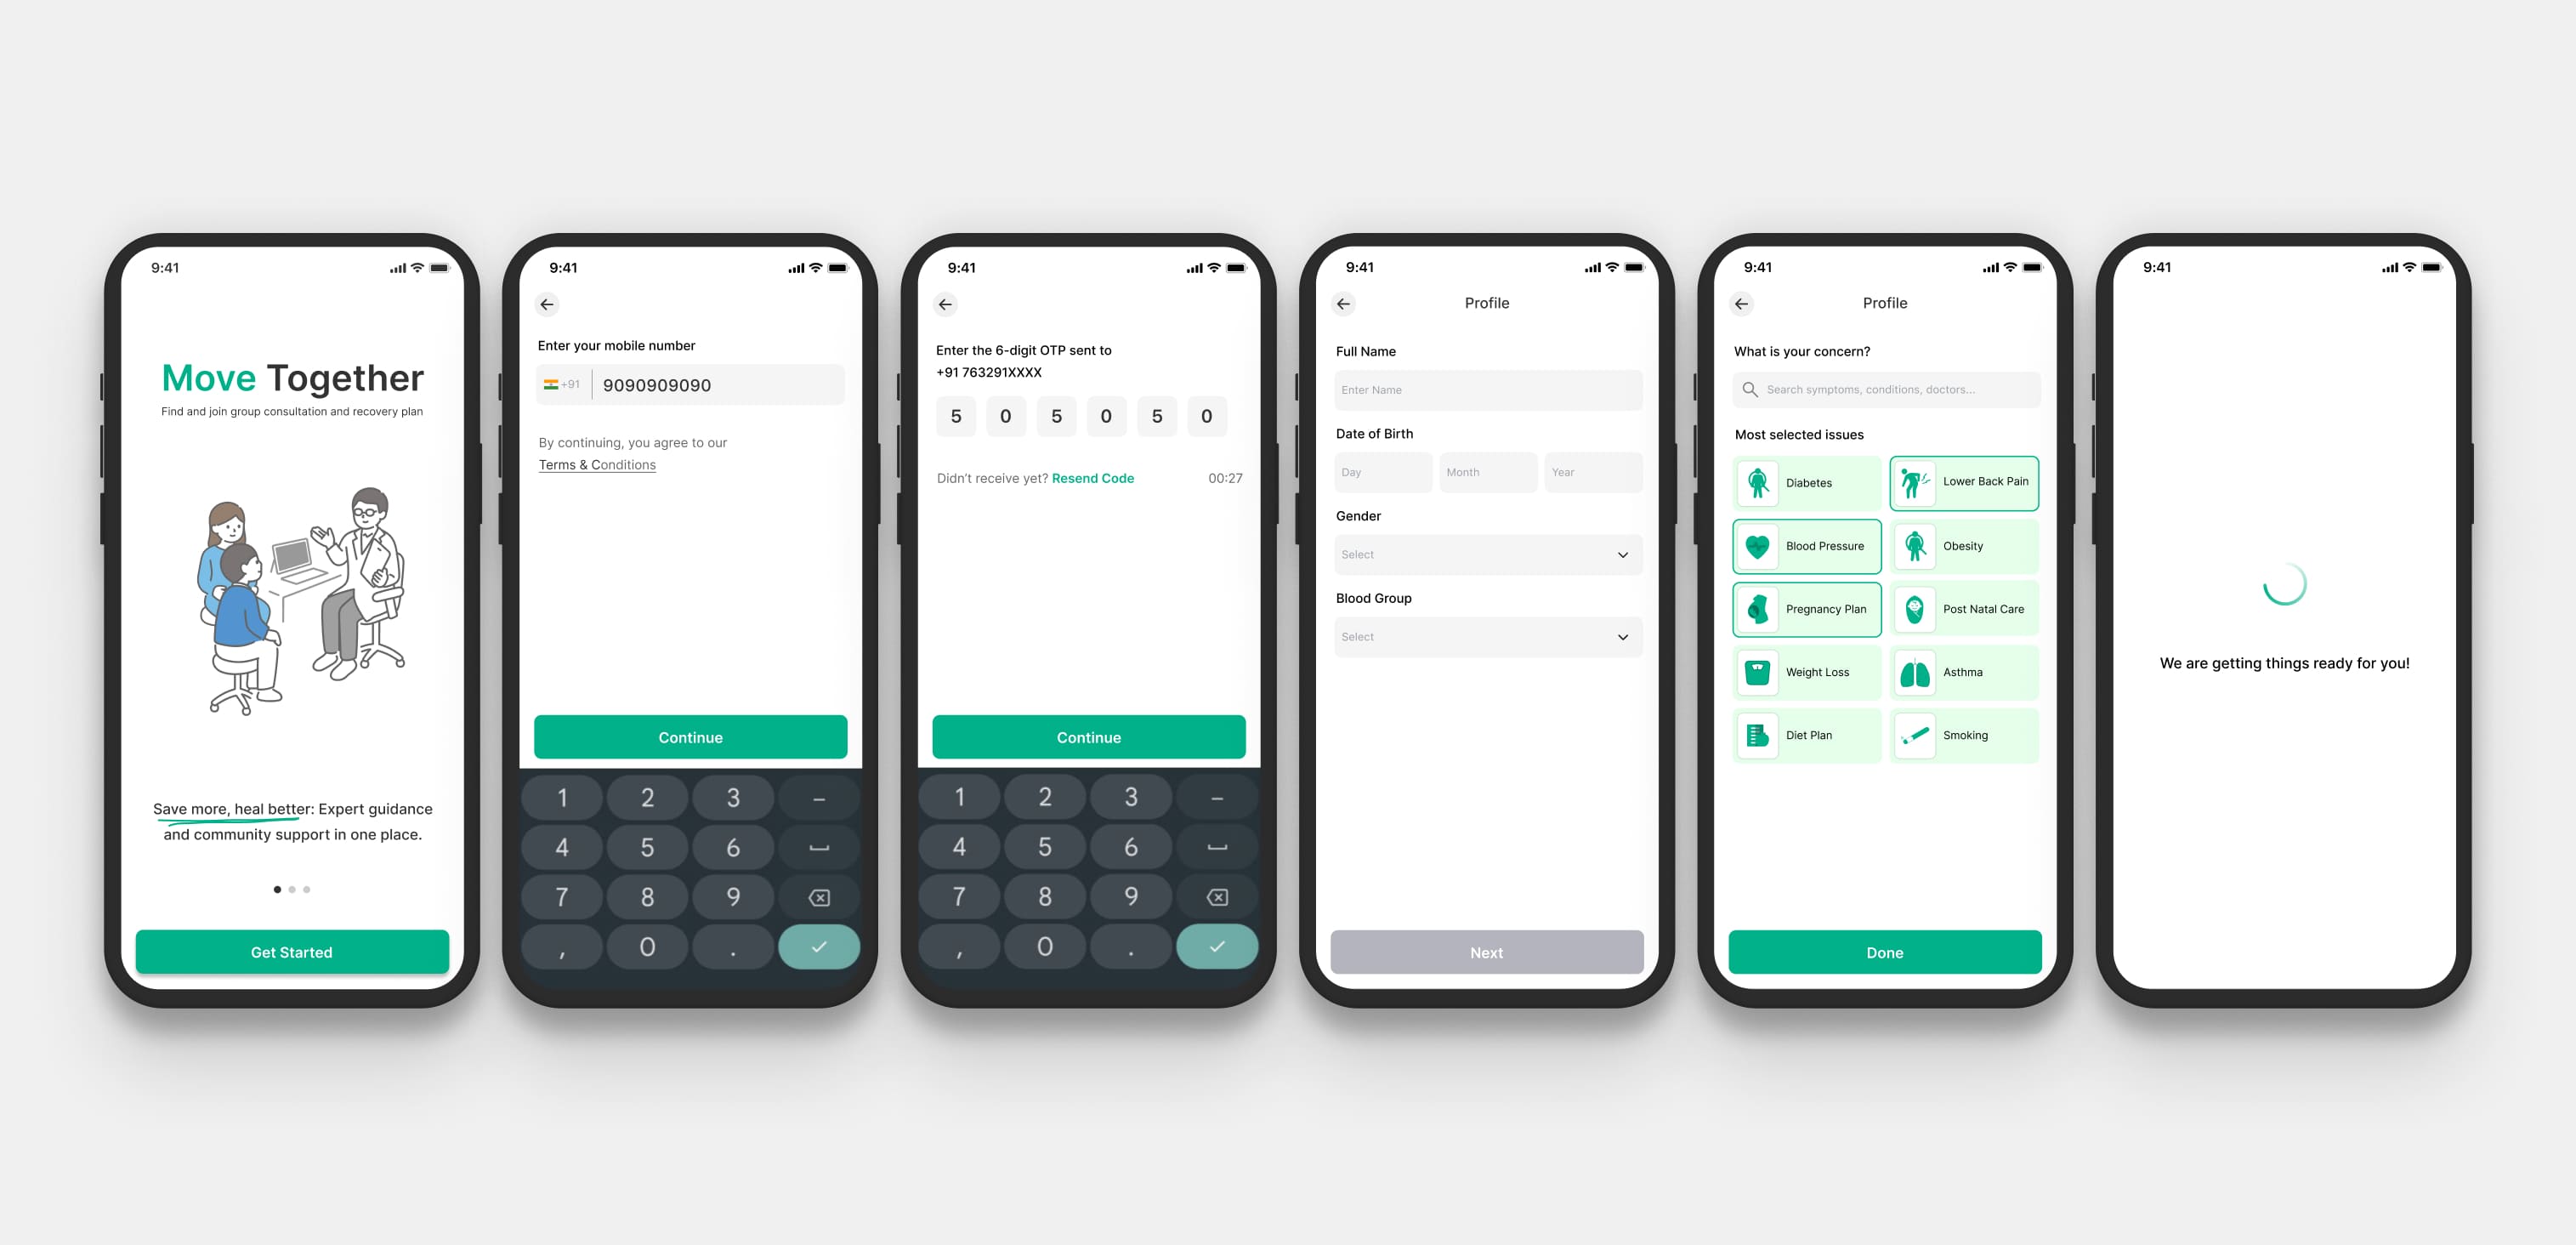 9:41
Move Together
Find and join group consultation and recovery plan
Save more, heal better: Expert guidance
and community support in one place.
Get Started
9:41
Enter your mobile number
+91 9090909090
By continuing, you agree to our
Terms & Conditions
Continue
1 2 3 –
4 5 6
7 8 9
, 0 .
9:41
Enter the 6-digit OTP sent to
+91 763291XXXX
5 0 5 0 5 0
Didn't receive yet? Resend Code 00:27
Continue
1 2 3 –
4 5 6
7 8 9
, 0 .
9:41
Profile
Full Name
Enter Name
Date of Birth
Day Month Year
Gender
Select
Blood Group
Select
Next
9:41
Profile
What is your concern?
Search symptoms, conditions, doctors...
Most selected issues
Diabetes Lower Back Pain
Blood Pressure Obesity
Pregnancy Plan Post Natal Care
Weight Loss Asthma
Diet Plan Smoking
Done
9:41
We are getting things ready for you!